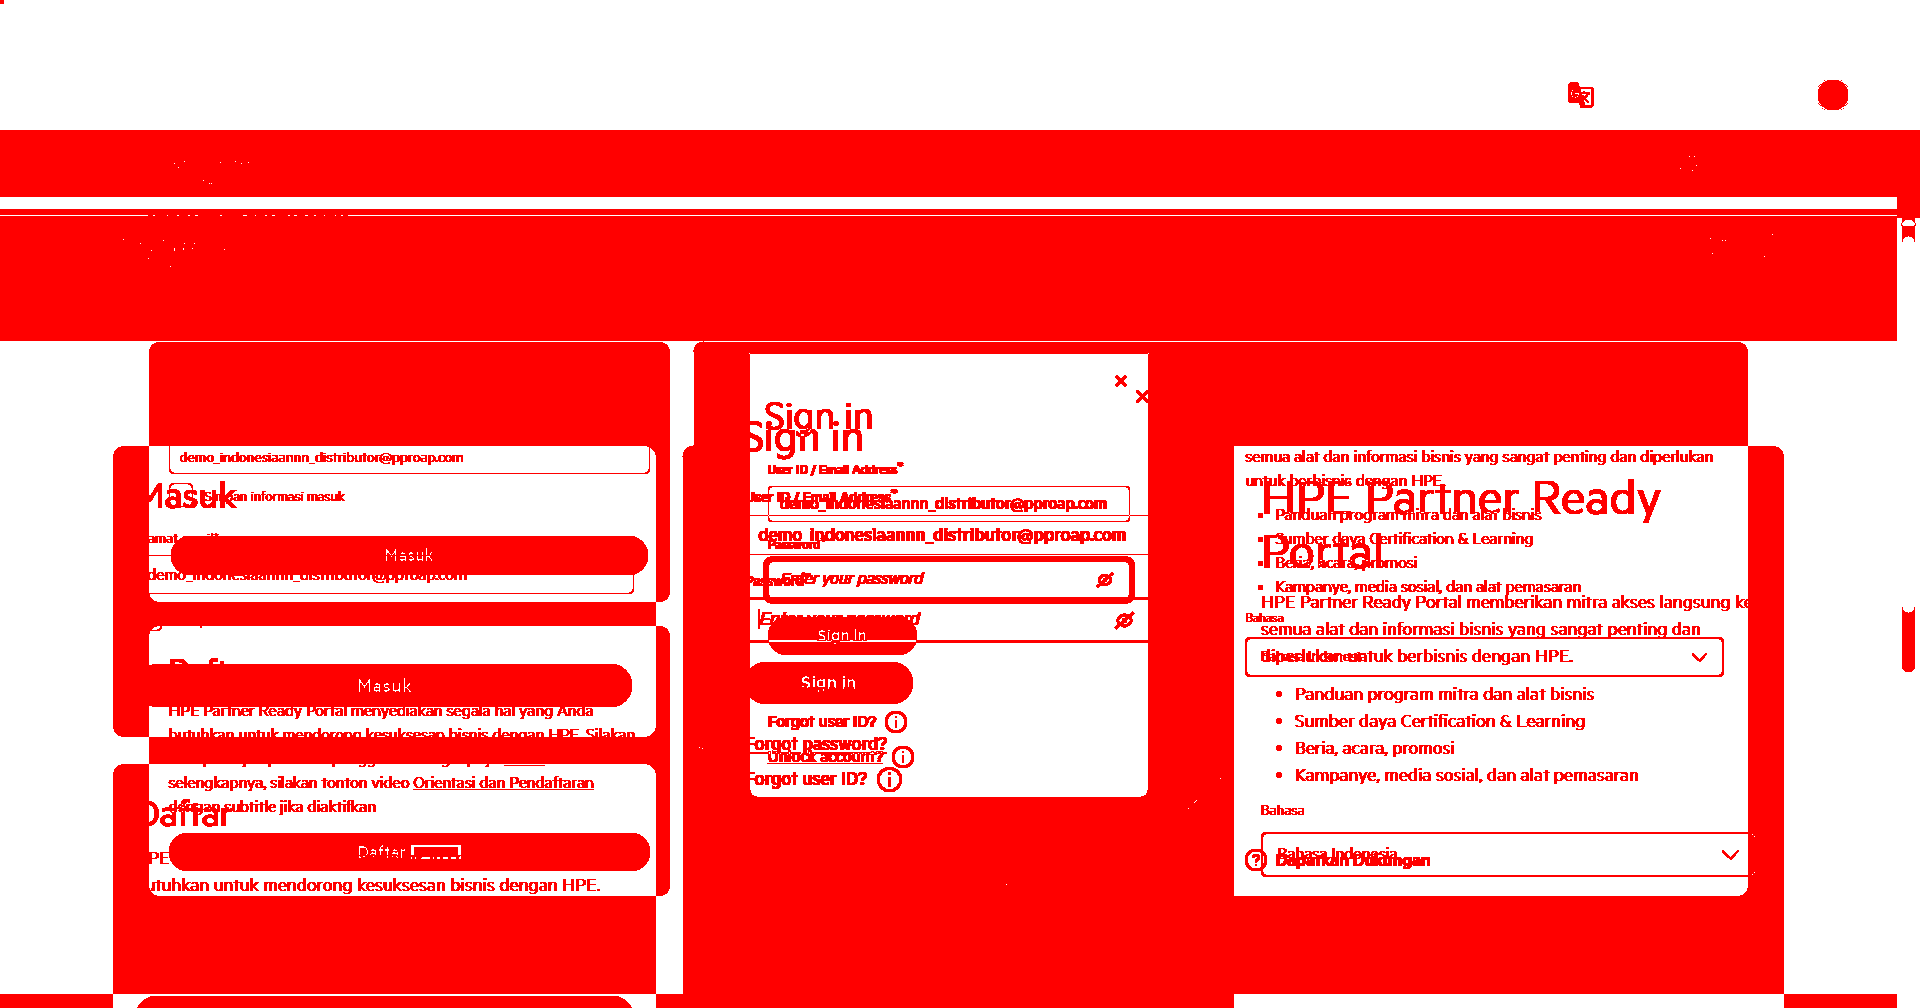 demo_indonesiaannn_distributor@pproap.com
Masuk
Simpan informasi masuk
Masuk
demo_indonesiaannn_distributor@pproap.com
Masuk
HPE Partner Ready Portal menyediakan segala hal yang Anda
butuhkan untuk mendorong kesuksesan bisnis dengan HPE. Silakan
selengkapnya, silakan tonton video Orientasi dan Pendaftaran
dengan subtitle jika diaktifkan
Daftar
Daftar
utuhkan untuk mendorong kesuksesan bisnis dengan HPE.
Sign in
Sign in
User ID / Email Address*
User ID / Email Address*
demo_indonesiaannn_distributor@pproap.com
demo_indonesiaannn_distributor@pproap.com
Password
Enter your password
Password*
Enter your password
Sign In
Sign in
Forgot user ID?
Forgot password?
Unlock account?
Forgot user ID?
semua alat dan informasi bisnis yang sangat penting dan diperlukan
untuk berbisnis dengan HPE.
HPE Partner Ready
Portal
Panduan program mitra dan alat bisnis
Sumber daya Certification & Learning
Beria, acara, promosi
Kampanye, media sosial, dan alat pemasaran
HPE Partner Ready Portal memberikan mitra akses langsung ke
Bahasa
semua alat dan informasi bisnis yang sangat penting dan
diperlukan untuk berbisnis dengan HPE.
Panduan program mitra dan alat bisnis
Sumber daya Certification & Learning
Beria, acara, promosi
Kampanye, media sosial, dan alat pemasaran
Bahasa
Bahasa Indonesia
Daparkan Dukungan